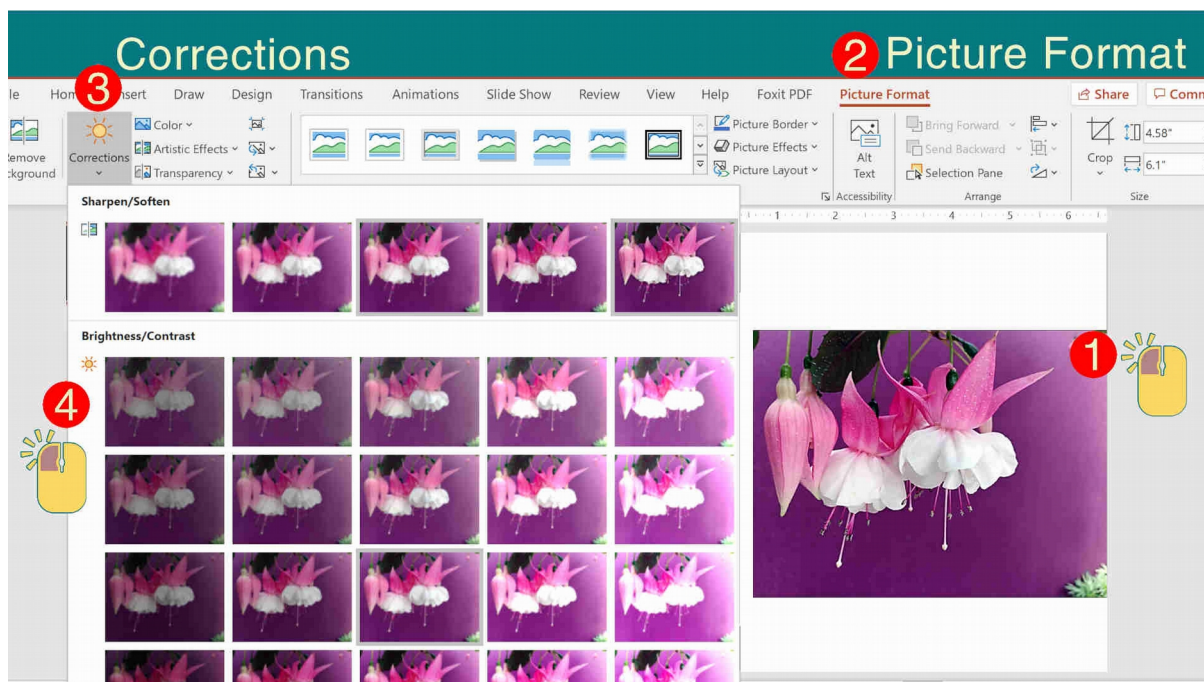 Corrections
2 Picture Format
3
le Hom nsert Draw Design Transitions Animations Slide Show Review View Help Foxit PDF Picture Format Share Comm
Color
Artistic Effects
Transparency
emove
ckground
Corrections
Picture Border
Picture Effects
Picture Layout
Alt
Text
Accessibility
Bring Forward
Send Backward
Selection Pane
Arrange
Crop
4.58"
6.1"
Size
Sharpen/Soften
1 2 3 4 5 6
Brightness/Contrast
1
4